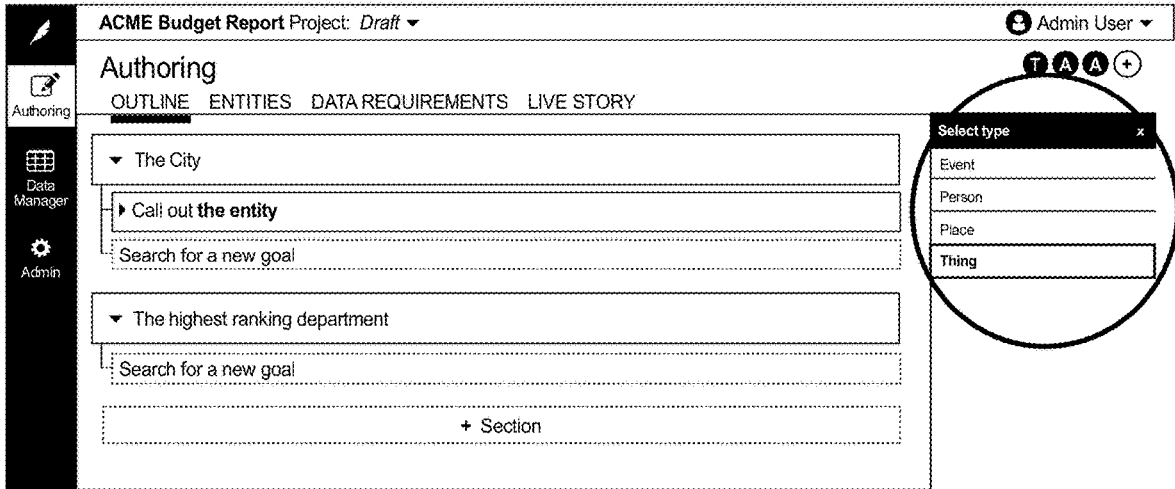 ACME Budget Report Project: Draft
Admin User
Authoring
T A A +
Authoring
OUTLINE ENTITIES DATA REQUIREMENTS LIVE STORY
Select type x
The City
Event
Data
Manager
Person
Call out the entity
Place
Search for a new goal
Admin
Thing
The highest ranking department
Search for a new goal
+ Section